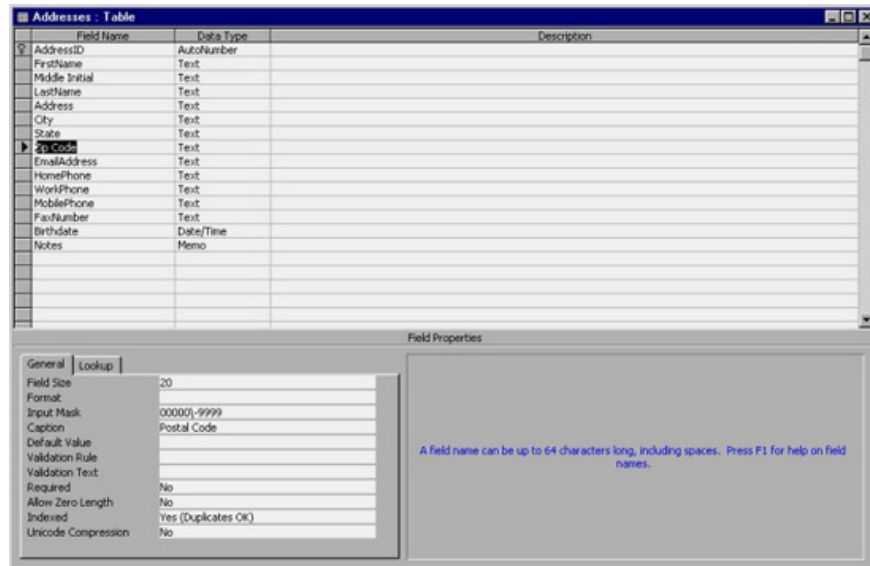 Addresses : Table
Field Name Data Type Description
AddressID AutoNumber
FirstName Text
Middle Initial Text
LastName Text
Address Text
City Text
State Text
Zip Code Text
EmailAddress Text
HomePhone Text
WorkPhone Text
MobilePhone Text
FaxNumber Text
Birthdate Date/Time
Notes Memo
Field Properties
General Lookup
Field Size 20
Format
Input Mask 00000\-9999
Caption Postal Code
Default Value
Validation Rule
Validation Text
Required No
Allow Zero Length No
Indexed Yes (Duplicates OK)
Unicode Compression No
A field name can be up to 64 characters long, including spaces. Press F1 for help on field
names.